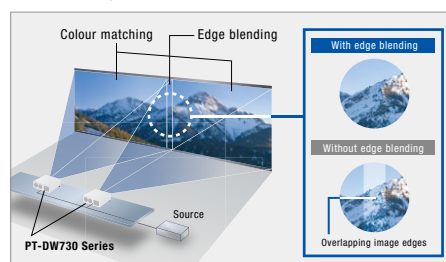 Colour matching
Edge blending
With edge blending
Without edge blending
Source
PT-DW730 Series
Overlapping image edges